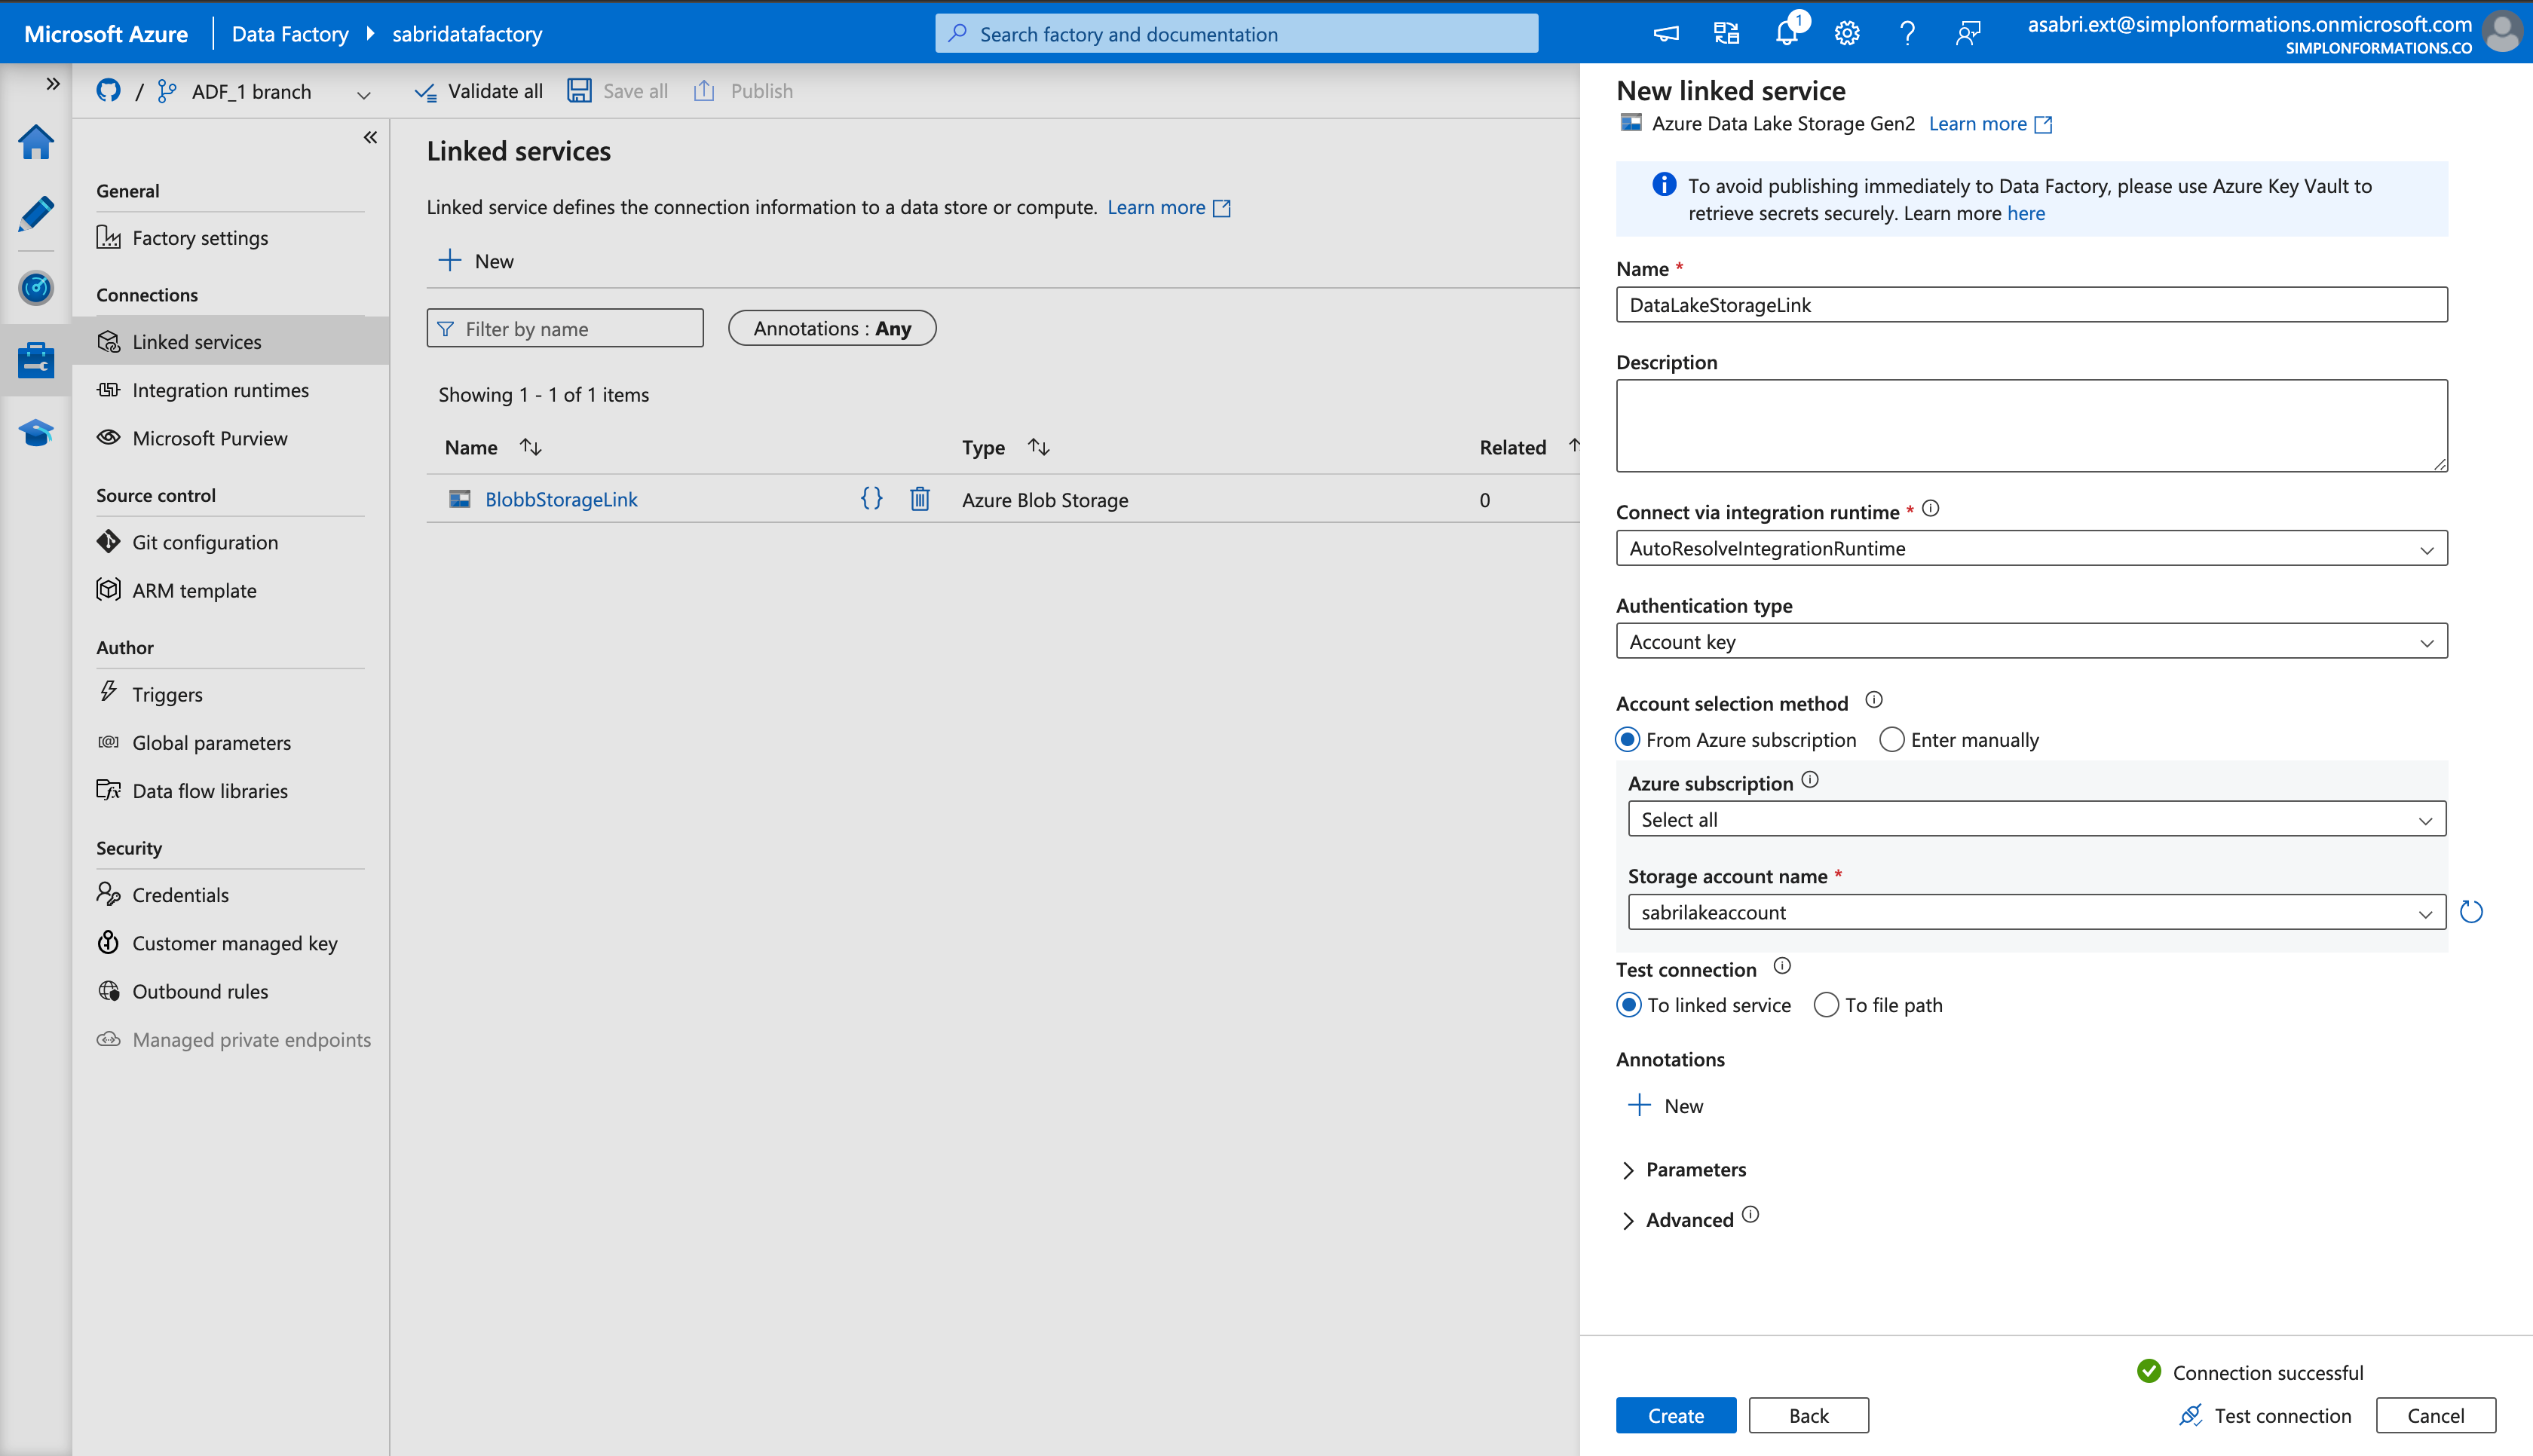 Microsoft Azure
Data Factory
sabridatafactory
Search factory and documentation
1
asabri.ext@simplonformations.onmicrosoft.com
SIMPLONFORMATIONS.CO
/
ADF_1 branch
Validate all
Save all
Publish
General
Factory settings
Connections
Linked services
Integration runtimes
Microsoft Purview
Source control
Git configuration
ARM template
Author
Triggers
Global parameters
Data flow libraries
Security
Credentials
Customer managed key
Outbound rules
Managed private endpoints
Linked services
Linked service defines the connection information to a data store or compute. Learn more
New
Filter by name
Annotations : Any
Showing 1 - 1 of 1 items
Name Type Related
BlobbStorageLink {} Azure Blob Storage 0
New linked service
Azure Data Lake Storage Gen2 Learn more
To avoid publishing immediately to Data Factory, please use Azure Key Vault to
retrieve secrets securely. Learn more here
Name *
DataLakeStorageLink
Description
Connect via integration runtime *
AutoResolveIntegrationRuntime
Authentication type
Account key
Account selection method
From Azure subscription Enter manually
Azure subscription
Select all
Storage account name *
sabrilakeaccount
Test connection
To linked service To file path
Annotations
New
Parameters
Advanced
Connection successful
Create Back Test connection Cancel